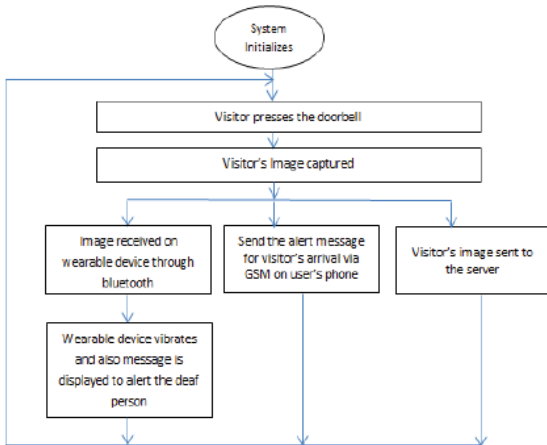 System
Initializes
Visitor presses the doorbell
Visitor's Image captured
Image received on
wearable device through
bluetooth
Send the alert message
for visitor's arrival via
GSM on user's phone
Visitor's image sent to
the server
Wearable device vibrates
and also message is
displayed to alert the deaf
person